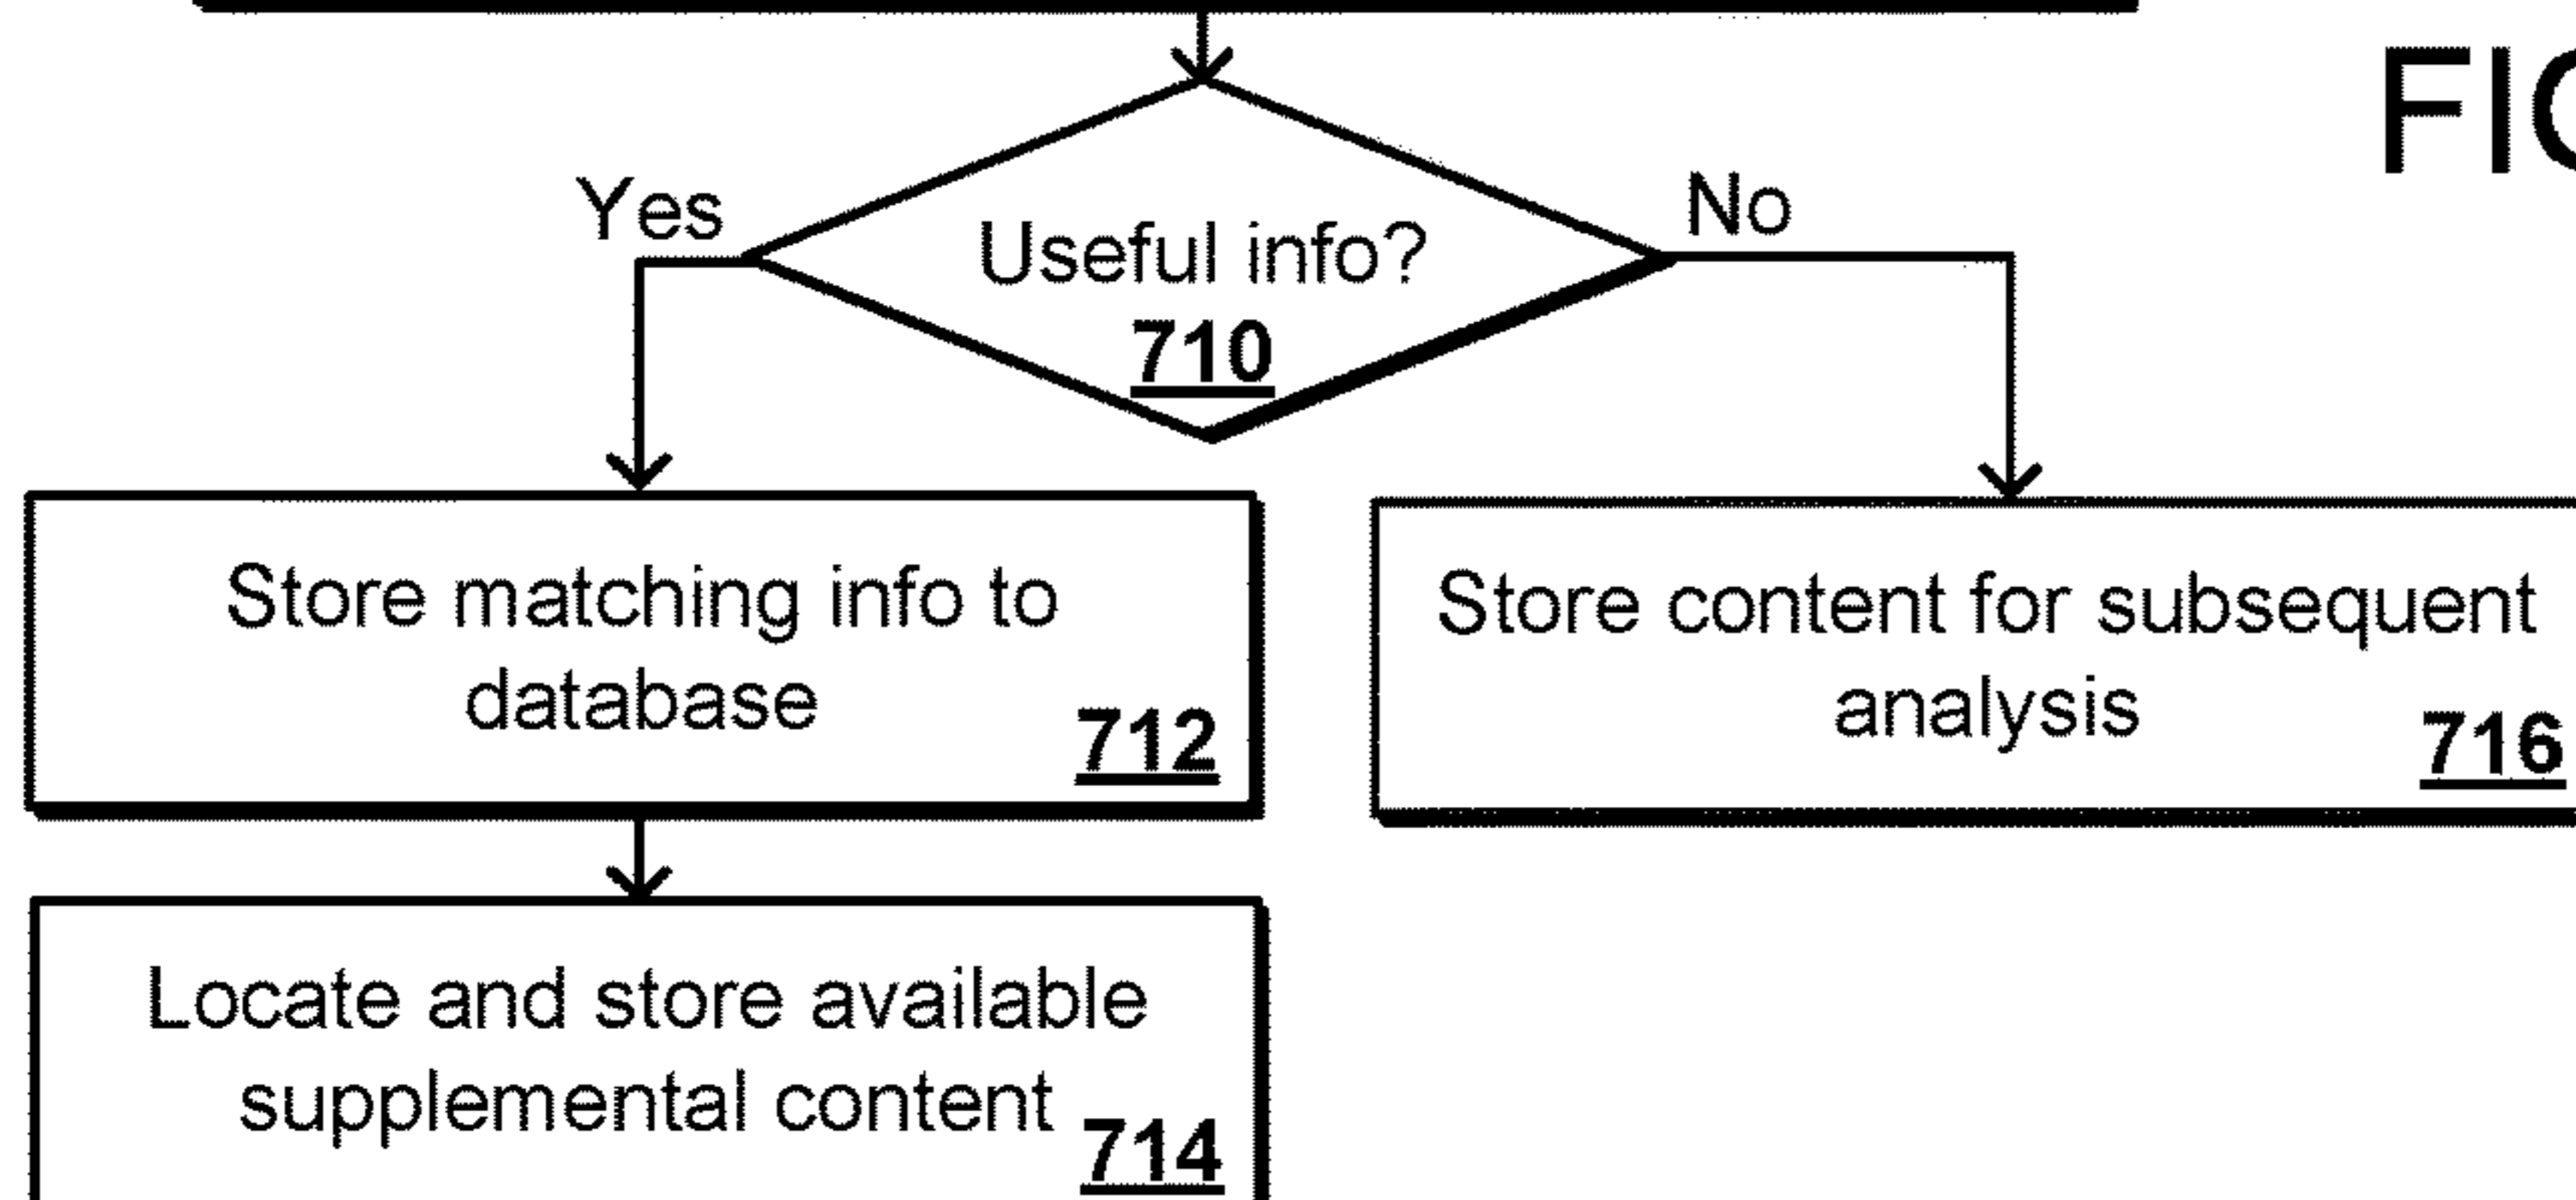 FIG
Yes
No
Useful info?
710
Store matching info to
database
712
Store content for subsequent
analysis
716
Locate and store available
supplemental content
714